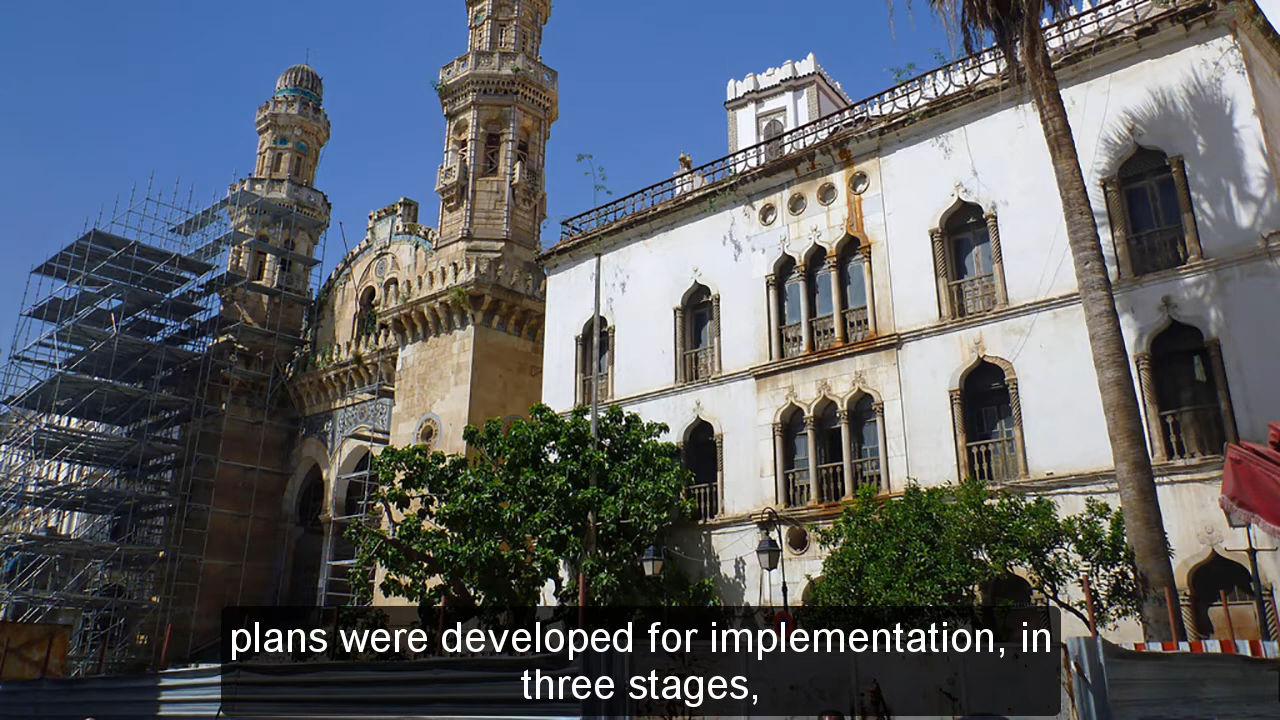 plans were developed for implementation, in
three stages,